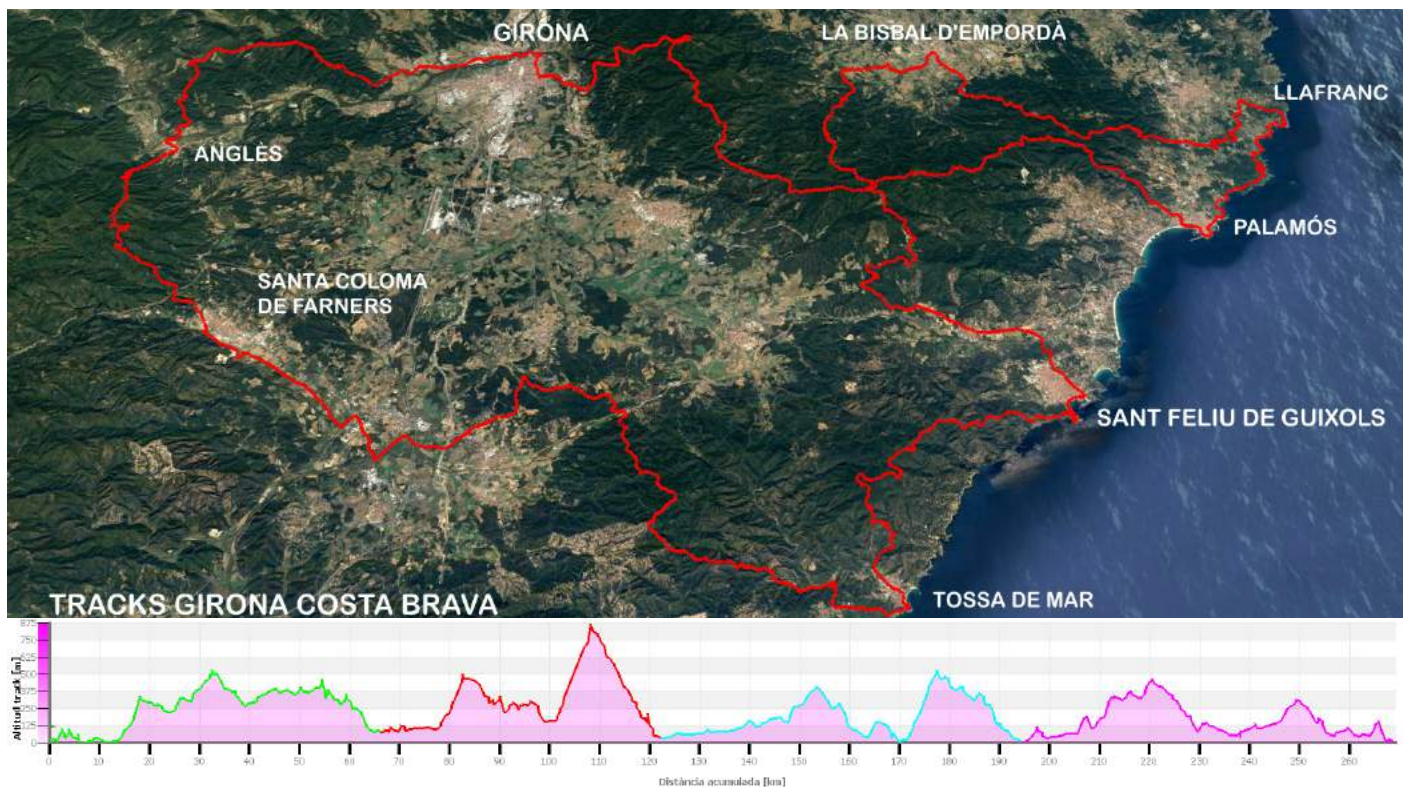 GIRONA
LA BISBAL D'EMPORDÀ
LLAFRANC
ANGLÈS
PALAMÓS
SANTA COLOMA
DE FARNERS
SANT FELIU DE GUIXOLS
TOSSA DE MAR
TRACKS GIRONA COSTA BRAVA
Altitud track [m]
875
750
625
500
375
250
125
0
0 10 20 30 40 50 60 70 80 90 100 110 120 130 140 150 160 170 180 190 200 210 220 230 240 250 260
Distància acumulada [km]